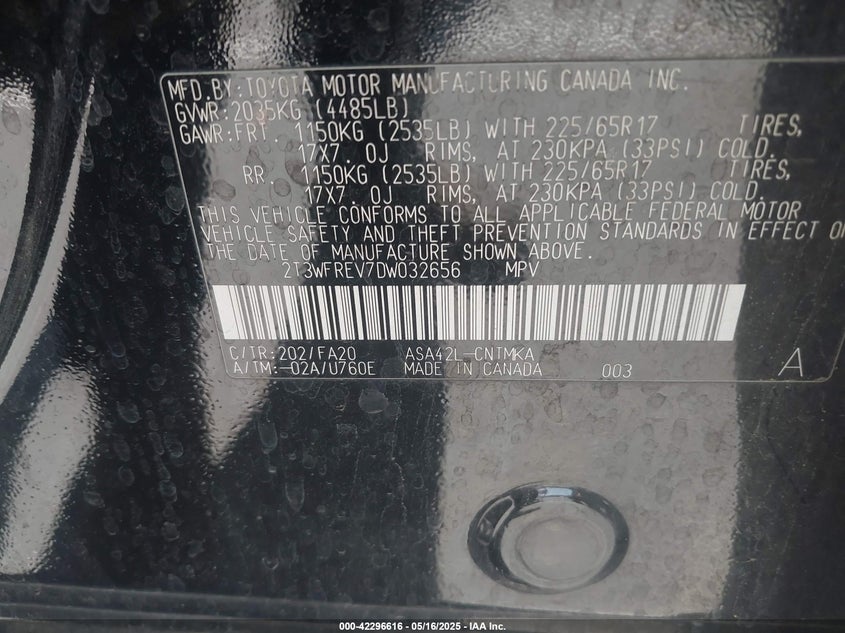 MFD.BY:TOYOTA MOTOR MANUFACTURING CANADA INC.
GVWR:2035KG (4485LB)
GAWR:FRT. 1150KG (2535LB) WITH 225/65R17 TIRES,
17X7.0J RIMS, AT 230KPA (33PSI) COLD.
RR. 1150KG (2535LB) WITH 225/65R17 TIRES,
17X7.0J RIMS, AT 230KPA (33PSI) COLD.
THIS VEHICLE CONFORMS TO ALL APPLICABLE FEDERAL MOTOR
VEHICLE SAFETY AND THEFT PREVENTION STANDARDS IN EFFECT ON
THE DATE OF MANUFACTURE SHOWN ABOVE.
2T3WFREV7DW032656 MPV
C/TR:202/FA20 ASA42L-CNTMKA
A/TM:-02A/U760E MADE IN CANADA 003 A
000-42296616 - 05/16/2025 - IAA Inc.